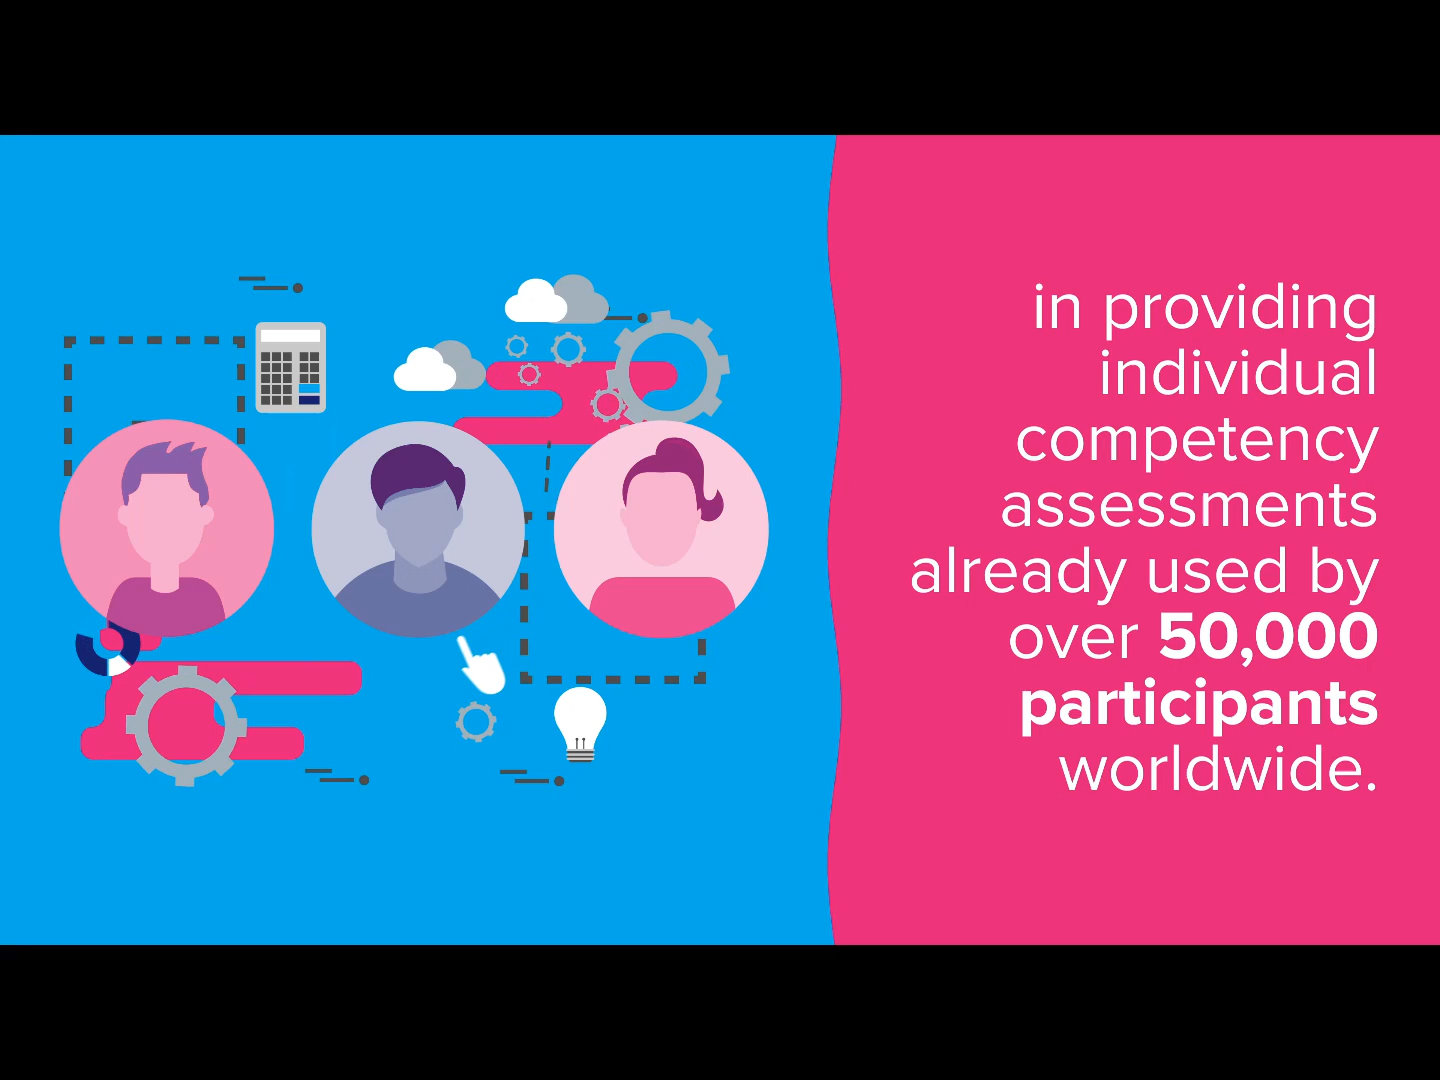 in providing
individual
competency
assessments
already used by
over 50,000
participants
worldwide.